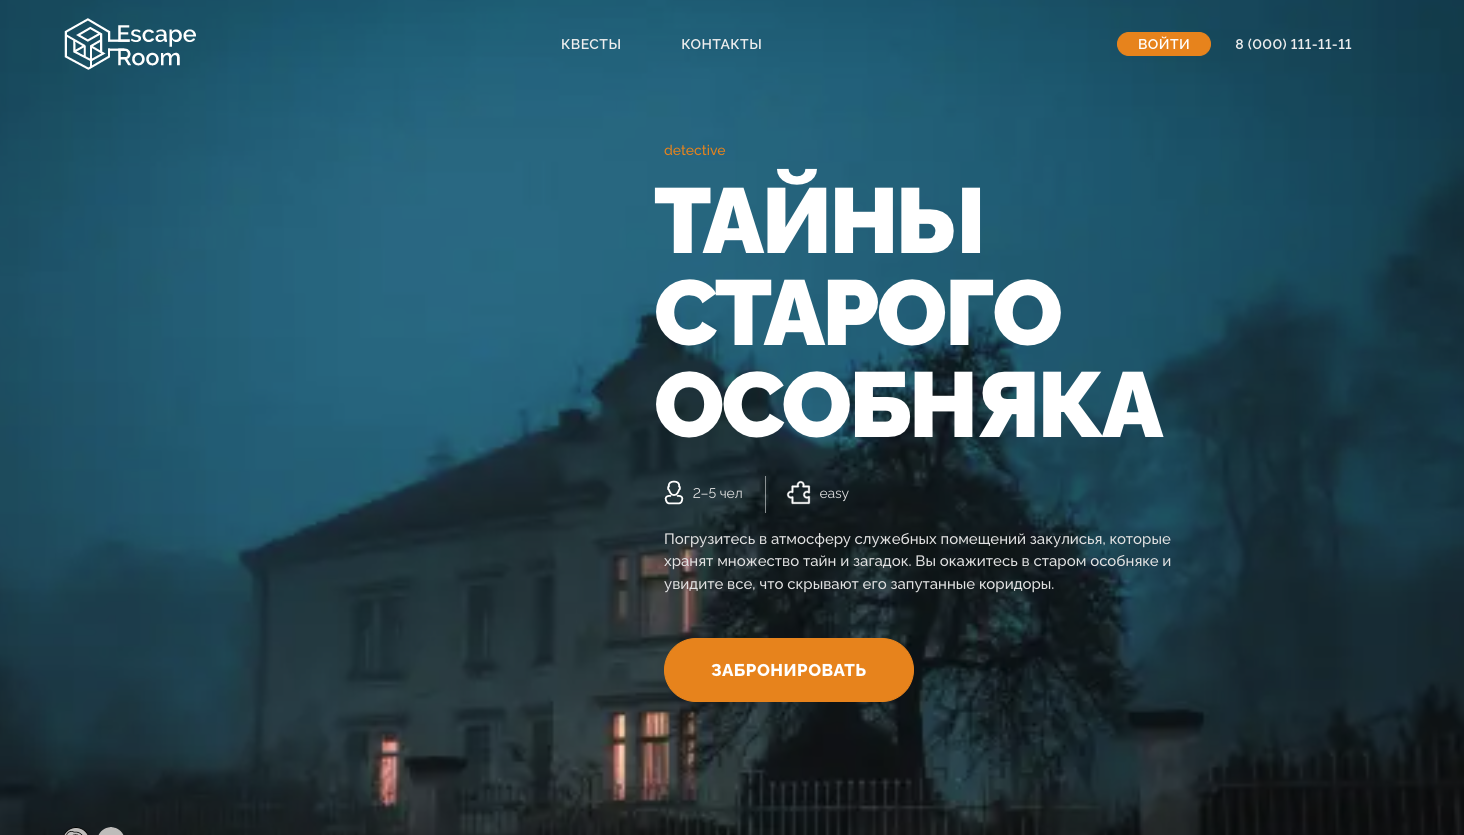 Escape
Room
КВЕСТЫ
КОНТАКТЫ
ВОЙТИ
8 (000) 111-11-11
detective
ТАЙНЫ
СТАРОГО
ОСОБНЯКА
2–5 чел
easy
Погрузитесь в атмосферу служебных помещений закулисья, которые
хранят множество тайн и загадок. Вы окажитесь в старом особняке и
увидите все, что скрывают его запутанные коридоры.
ЗАБРОНИРОВАТЬ